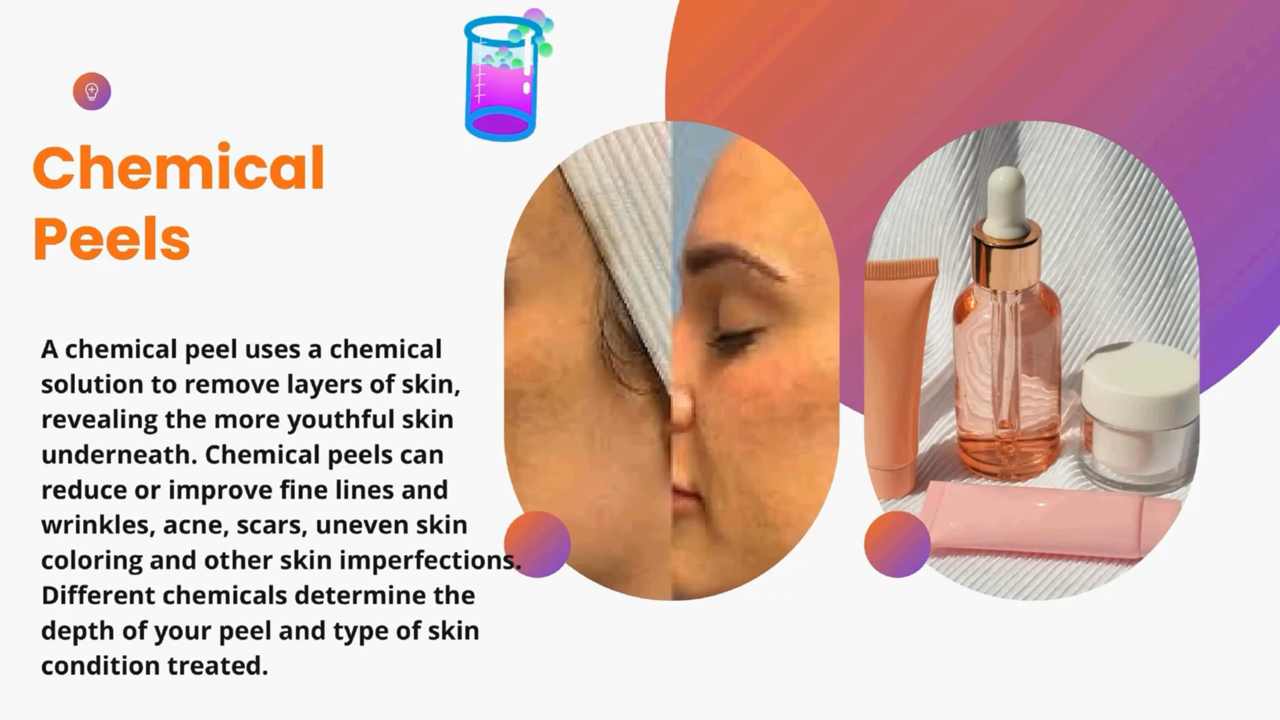 Chemical
Peels
A chemical peel uses a chemical
solution to remove layers of skin,
revealing the more youthful skin
underneath. Chemical peels can
reduce or improve fine lines and
wrinkles, acne, scars, uneven skin
coloring and other skin imperfections.
Different chemicals determine the
depth of your peel and type of skin
condition treated.